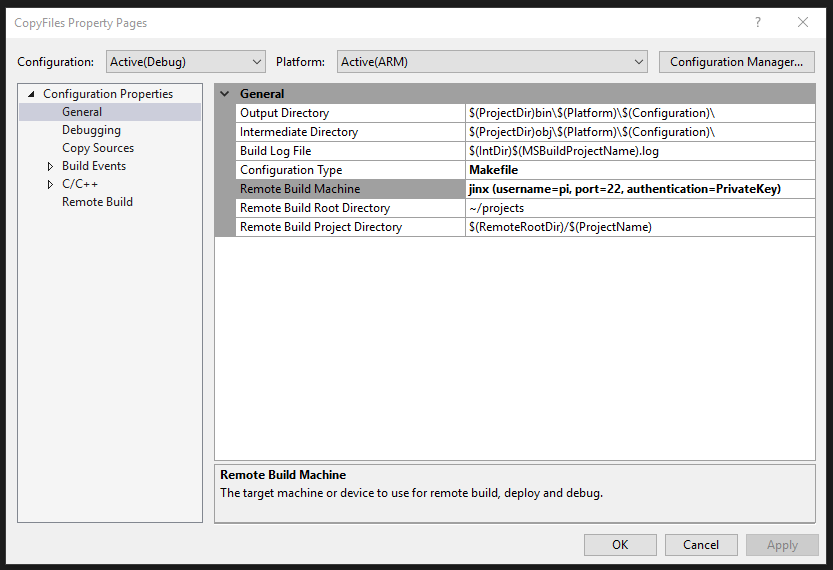 CopyFiles Property Pages
Configuration: Active(Debug) Platform: Active(ARM) Configuration Manager...
Configuration Properties
General
Debugging
Copy Sources
Build Events
C/C++
Remote Build
General
Output Directory $(ProjectDir)bin\$(Platform)\$(Configuration)\
Intermediate Directory $(ProjectDir)obj\$(Platform)\$(Configuration)\
Build Log File $(IntDir)$(MSBuildProjectName).log
Configuration Type Makefile
Remote Build Machine jinx (username=pi, port=22, authentication=PrivateKey)
Remote Build Root Directory ~/projects
Remote Build Project Directory $(RemoteRootDir)/$(ProjectName)
Remote Build Machine
The target machine or device to use for remote build, deploy and debug.
OK Cancel Apply